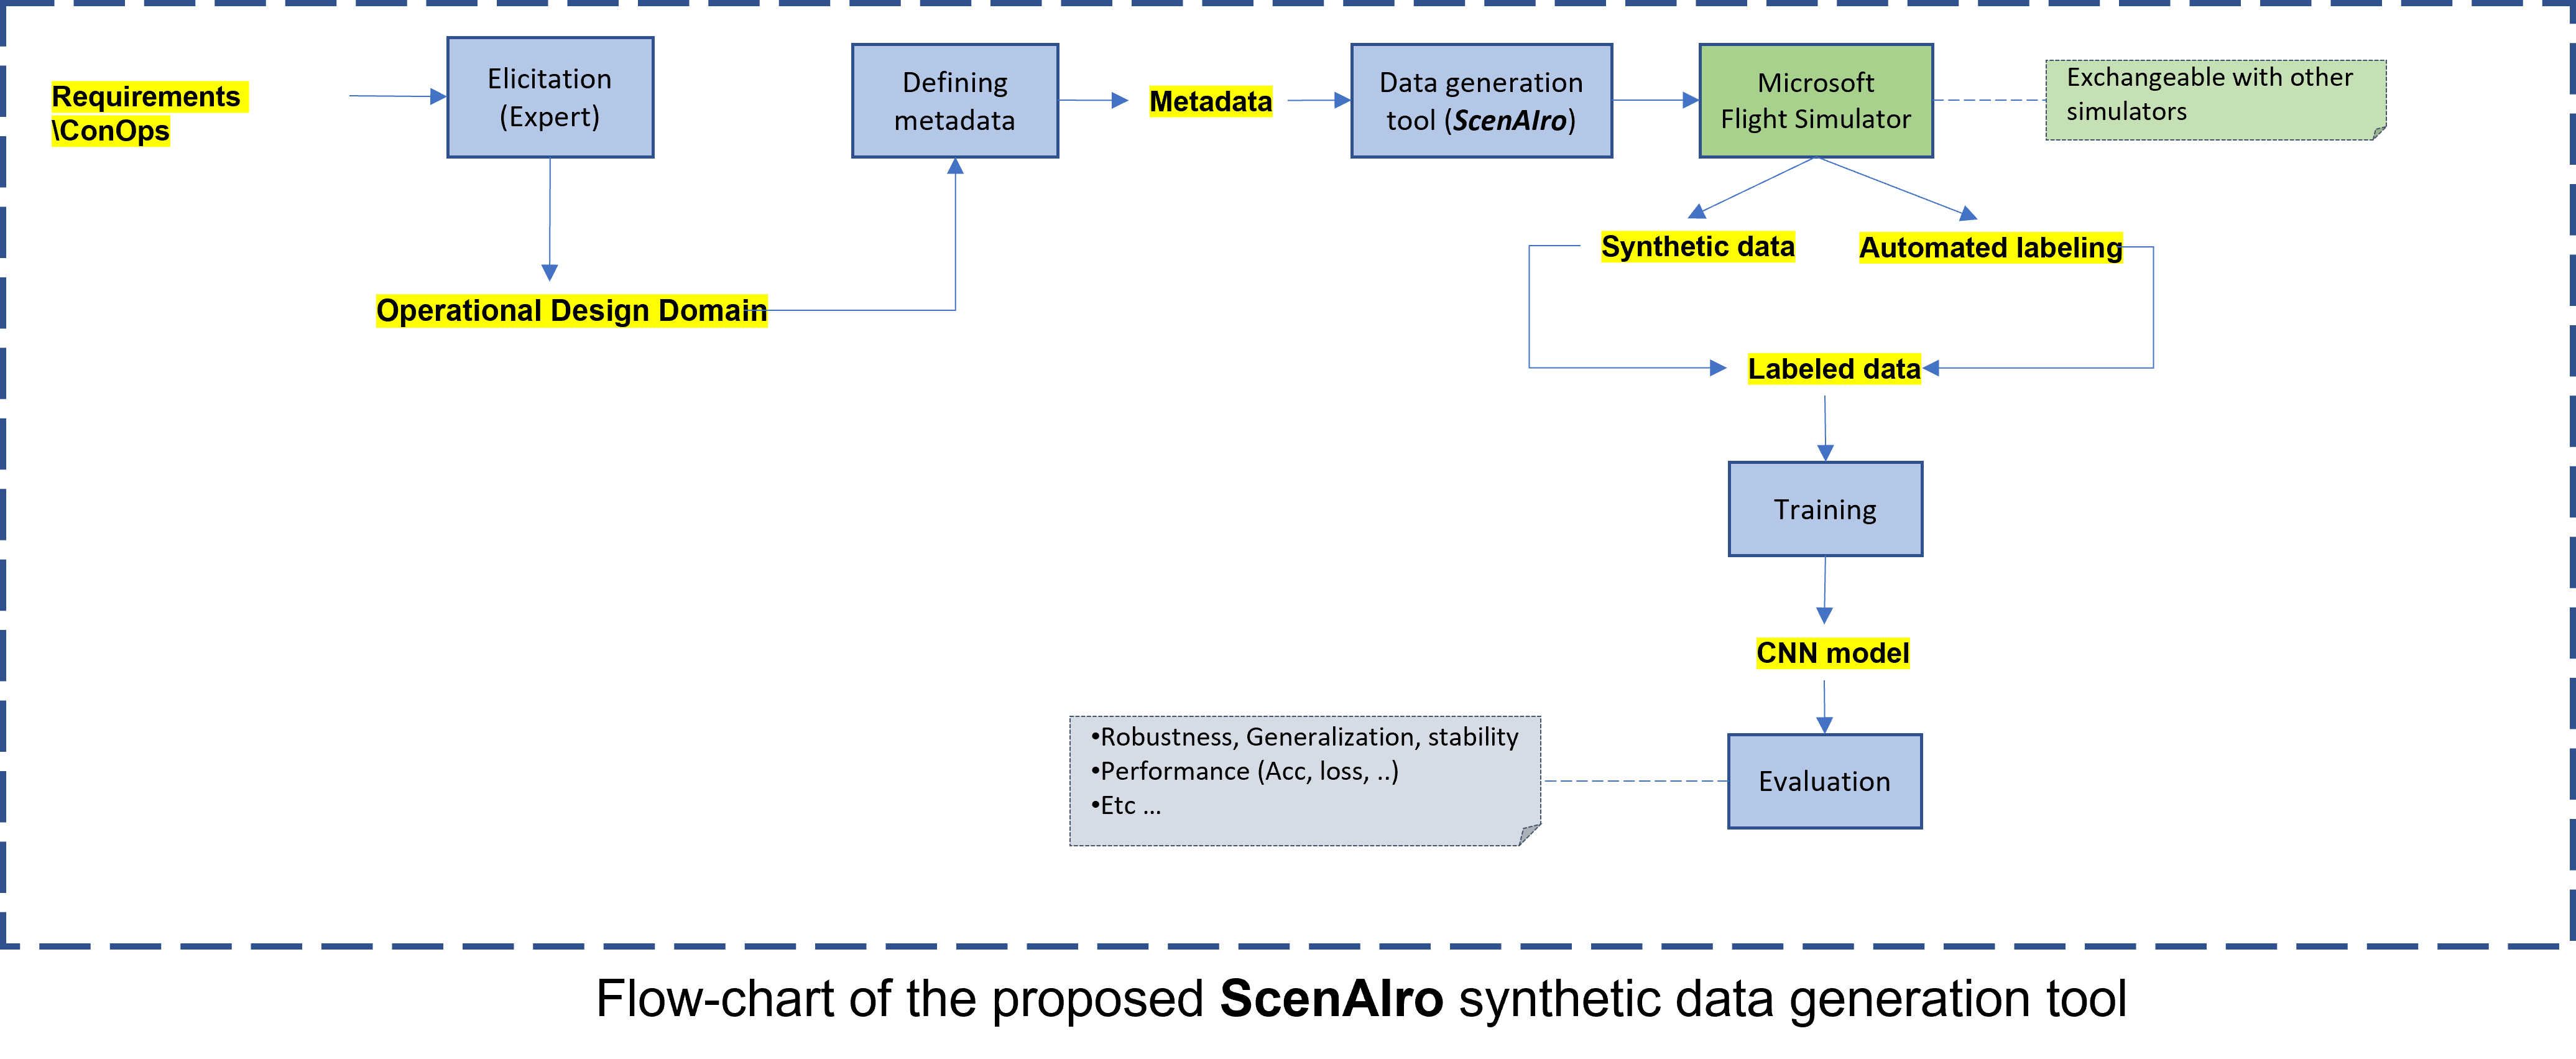 Requirements
\ConOps
Elicitation
(Expert)
Defining
metadata
Metadata
Data generation
tool (ScenAIro)
Microsoft
Flight Simulator
Exchangeable with other
simulators
Synthetic data
Automated labeling
Operational Design Domain
Labeled data
Training
CNN model
•Robustness, Generalization, stability
•Performance (Acc, loss, ..)
•Etc ...
Evaluation
Flow-chart of the proposed ScenAIro synthetic data generation tool